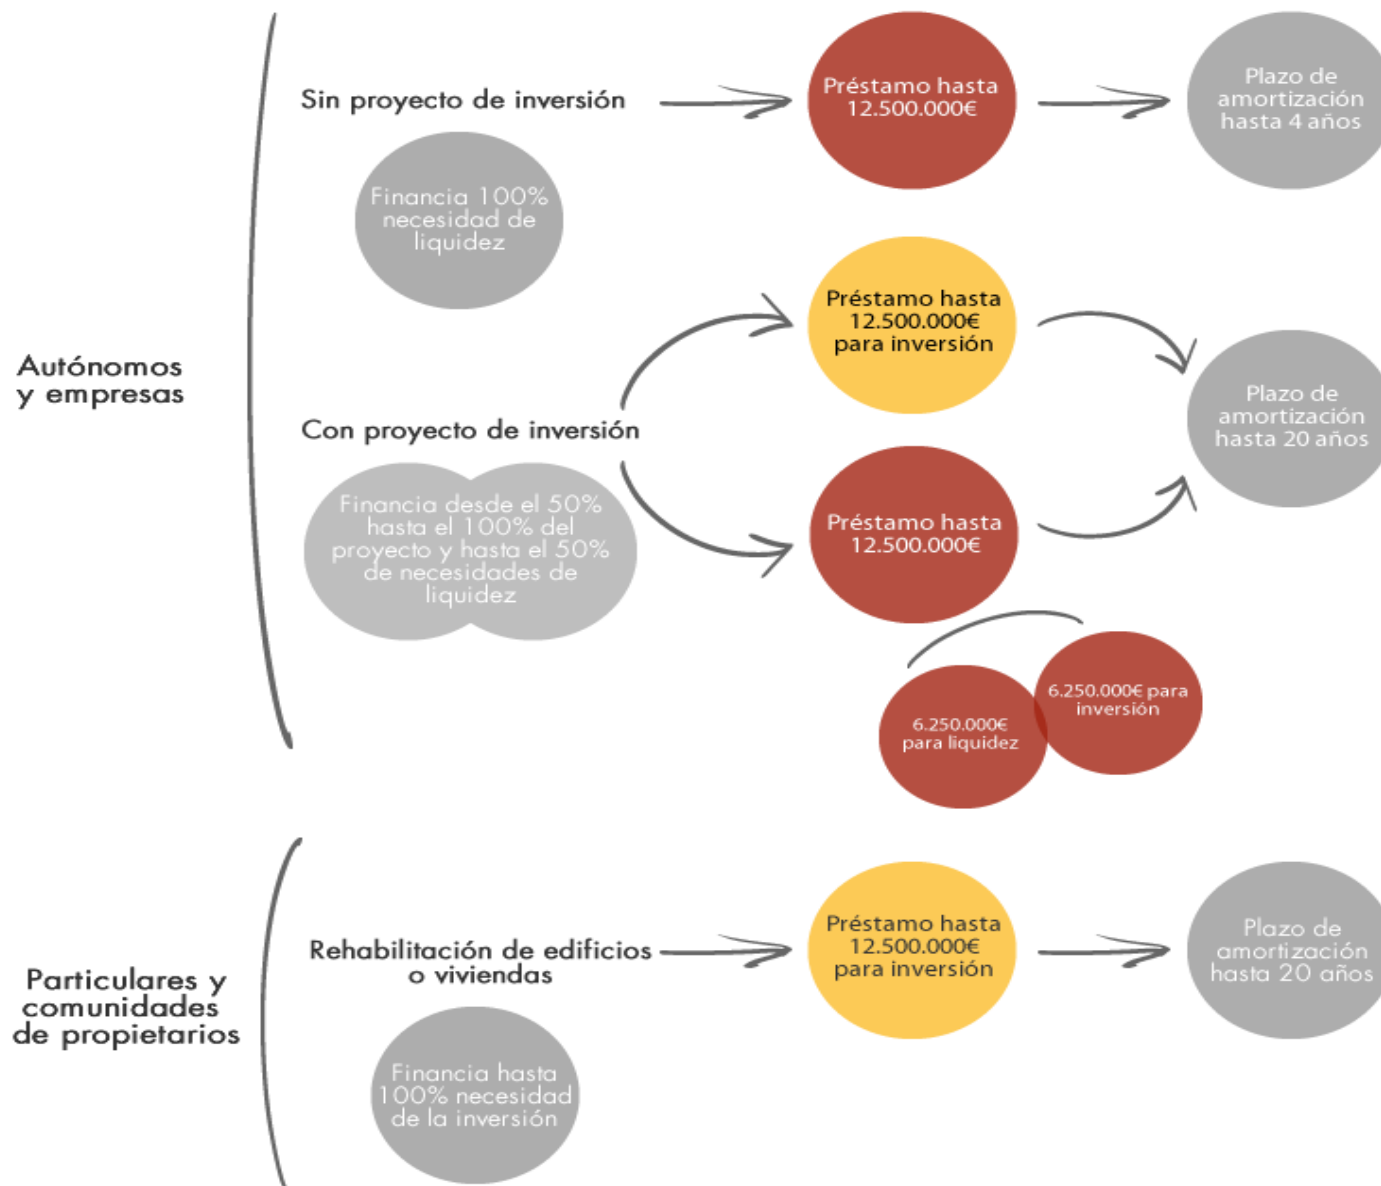 Autónomos
y empresas
Sin proyecto de inversión
Financia 100%
necesidad de
liquidez
Préstamo hasta
12.500.000€
Plazo de
amortización
hasta 4 años
Con proyecto de inversión
Financia desde el 50%
hasta el 100% del
proyecto y hasta el 50%
de necesidades de
liquidez
Préstamo hasta
12.500.000€
para inversión
Préstamo hasta
12.500.000€
6.250.000€
para liquidez
6.250.000€ para
inversión
Plazo de
amortización
hasta 20 años
Particulares y
comunidades
de propietarios
Rehabilitación de edificios
o viviendas
Financia hasta
100% necesidad
de la inversión
Préstamo hasta
12.500.000€
para inversión
Plazo de
amortización
hasta 20 años